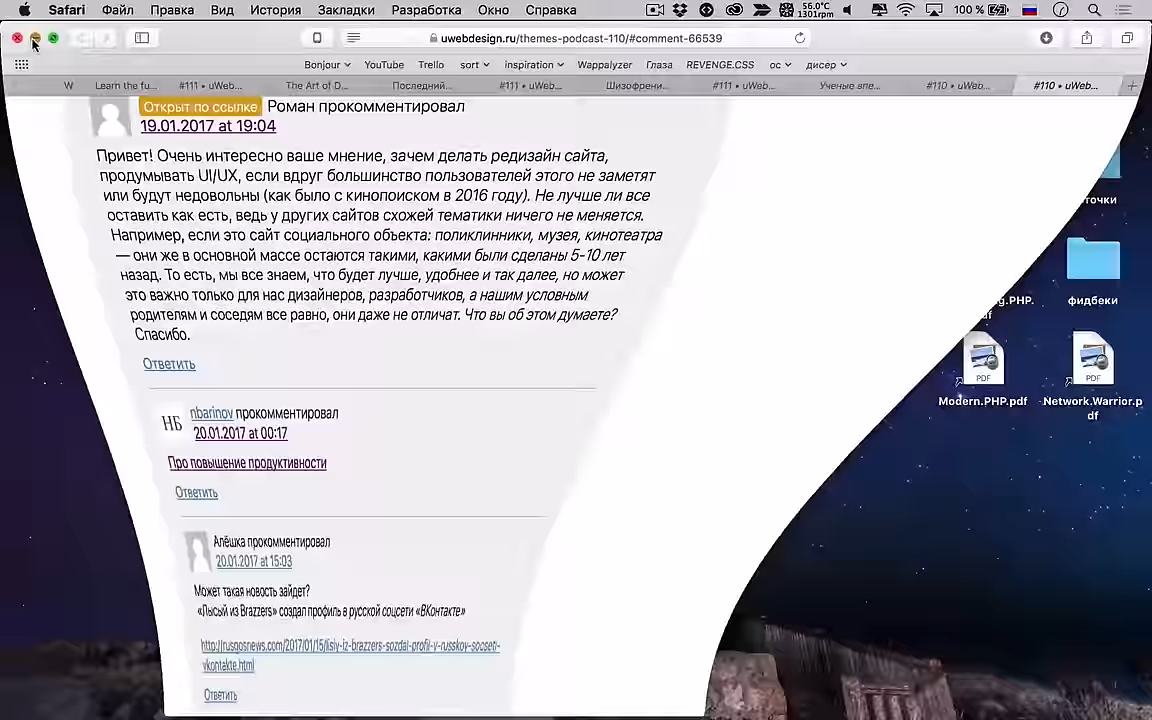 Safari Файл Правка Вид История Закладки Разработка Окно Справка
56.0°C
1301rpm
100 %
uwebdesign.ru/themes-podcast-110/#comment-66539
Bonjour YouTube Trello sort inspiration Wappalyzer Глаза REVENGE.CSS ос дисер
W Learn the fu... #111 • uWeb... The Art of D... Последний... #111 • uWeb... Шизофрени... #111 • uWeb... Ученые впе... #110 • uWeb... #110 • uWeb...
Открыт по ссылке Роман прокомментировал
19.01.2017 at 19:04
Привет! Очень интересно ваше мнение, зачем делать редизайн сайта,
продумывать UI/UX, если вдруг большинство пользователей этого не заметят
или будут недовольны (как было с кинопоиском в 2016 году). Не лучше ли все
оставить как есть, ведь у других сайтов схожей тематики ничего не меняется.
Например, если это сайт социального объекта: поликлинники, музея, кинотеатра
— они же в основной массе остаются такими, какими были сделаны 5-10 лет
назад. То есть, мы все знаем, что будет лучше, удобнее и так далее, но может
это важно только для нас дизайнеров, разработчиков, а нашим условным
родителям и соседям все равно, они даже не отличат. Что вы об этом думаете?
Спасибо.
Ответить
НБ nbarinov прокомментировал
20.01.2017 at 00:17
Про повышение продуктивности
Ответить
Алёшка прокомментировал
20.01.2017 at 15:03
Может такая новость зайдет?
«Лысый из Brazzers» создал профиль в русской соцсети «ВКонтакте»
http://rusgosnews.com/2017/01/15/lisiy-iz-brazzers-sozdal-profil-v-russkoy-socseti-
vkontakte.html
Ответить
фидбеки
PDF
Modern.PHP.pdf
PDF
Network.Warrior.p
df